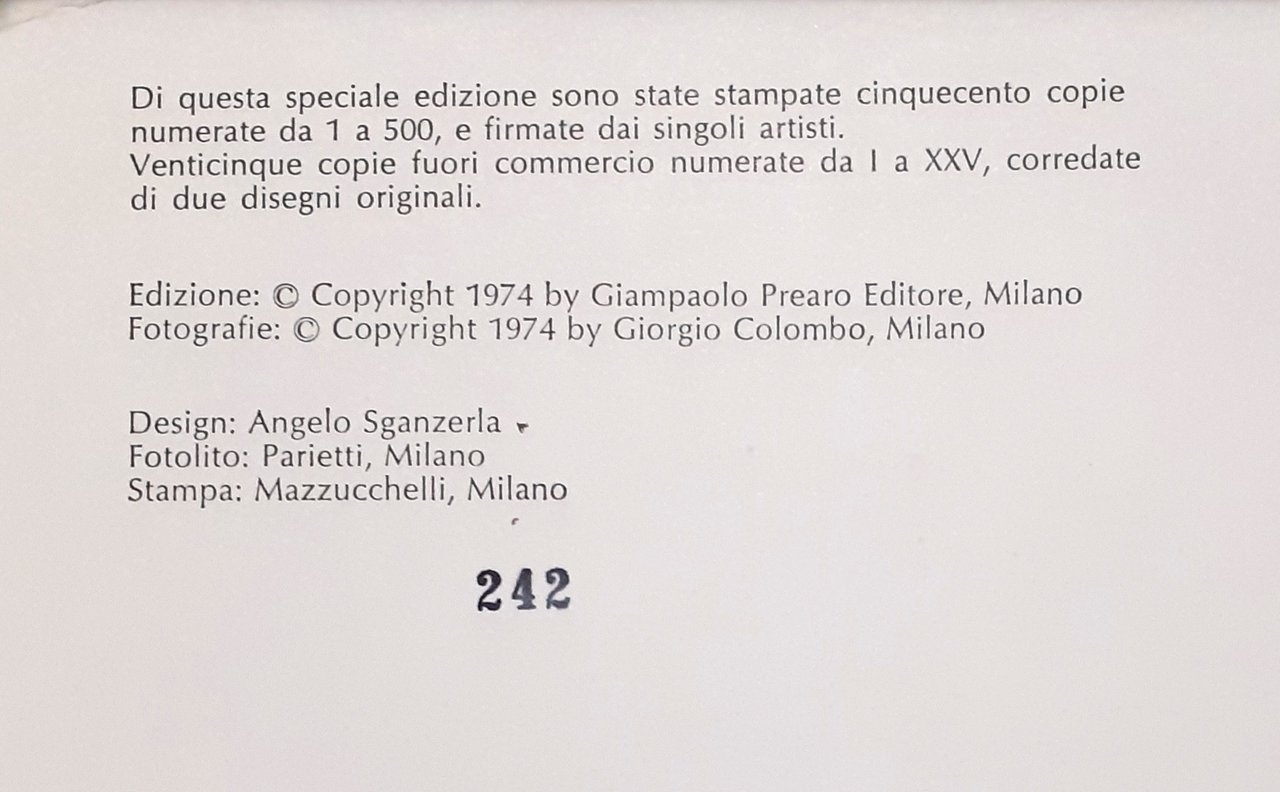 Di questa speciale edizione sono state stampate cinquecento copie
numerate da 1 a 500, e firmate dai singoli artisti.
Venticinque copie fuori commercio numerate da I a XXV, corredate
di due disegni originali.
Edizione: © Copyright 1974 by Giampaolo Prearo Editore, Milano
Fotografie: © Copyright 1974 by Giorgio Colombo, Milano
Design: Angelo Sganzerla
Fotolito: Parietti, Milano
Stampa: Mazzucchelli, Milano
242